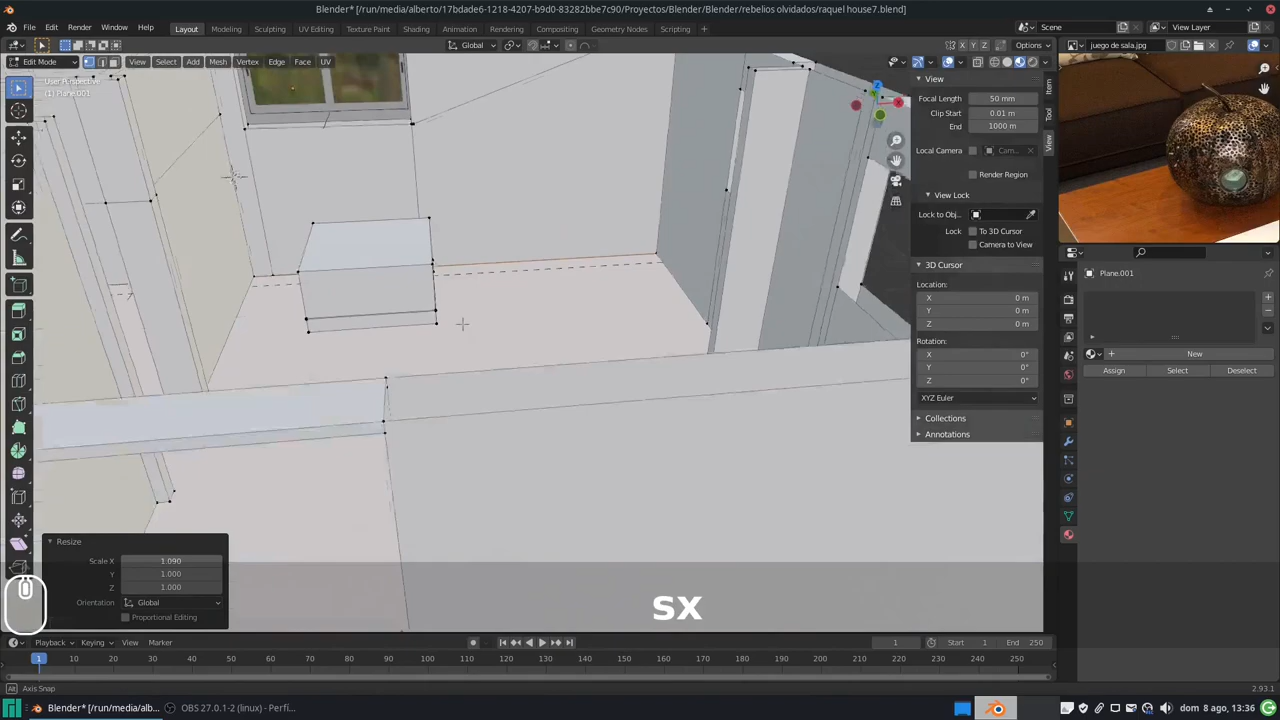 Blender* [/run/media/alberto/17bdade6-1218-4207-b9d0-83282bbe7c90/Proyectos/Blender/Blender/rebelios olvidados/raquel house7.blend]
File Edit Render Window Help Layout Modeling Sculpting UV Editing Texture Paint Shading Animation Rendering Compositing Geometry Nodes Scripting Scene View Layer
Global X Y Z Options juego de sala.jpg
Edit Mode View Select Add Mesh Vertex Edge Face UV
User Perspective
(1) Plane.001
View
Focal Length 50 mm
Clip Start 0.01 m
End 1000 m
Local Camera Cam...
Render Region
View Lock
Lock to Obj...
Lock To 3D Cursor
Camera to View
3D Cursor
Location:
X 0 m
Y 0 m
Z 0 m
Rotation:
X 0°
Y 0°
Z 0°
XYZ Euler
Collections
Annotations
Item
Tool
View
Plane.001
New
Assign Select Deselect
Resize
Scale X 1.090
Y 1.000
Z 1.000
Orientation Global
Proportional Editing
sx
Playback Keying View Marker 1 Start 1 End 250
1 10 20 30 40 50 60 70 80 90 100 110 120 130 140 150 160 170 180 190 200 210 220 230 240 250
Axis Snap 2.93.1
Blender* [/run/media/alb... OBS 27.0.1-2 (linux) - Perfí... dom 8 ago, 13:36